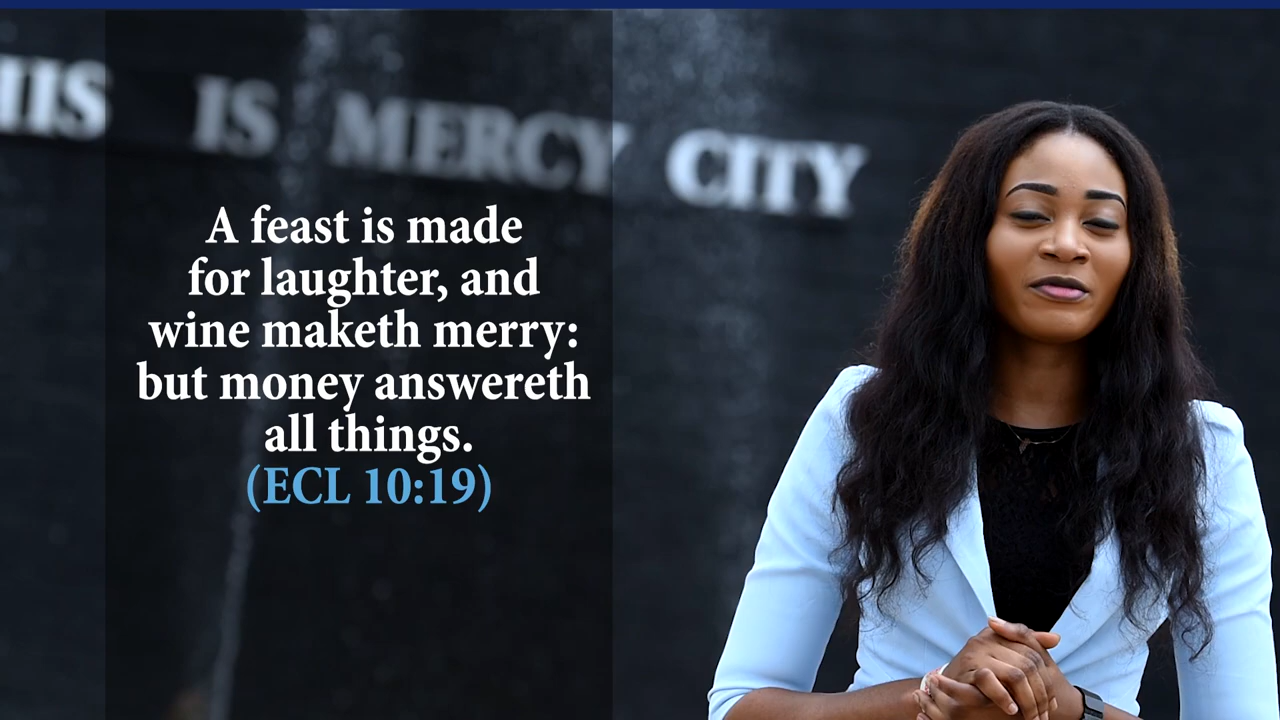 IS MERCY CITY
A feast is made
for laughter, and
wine maketh merry:
but money answereth
all things.
(ECL 10:19)